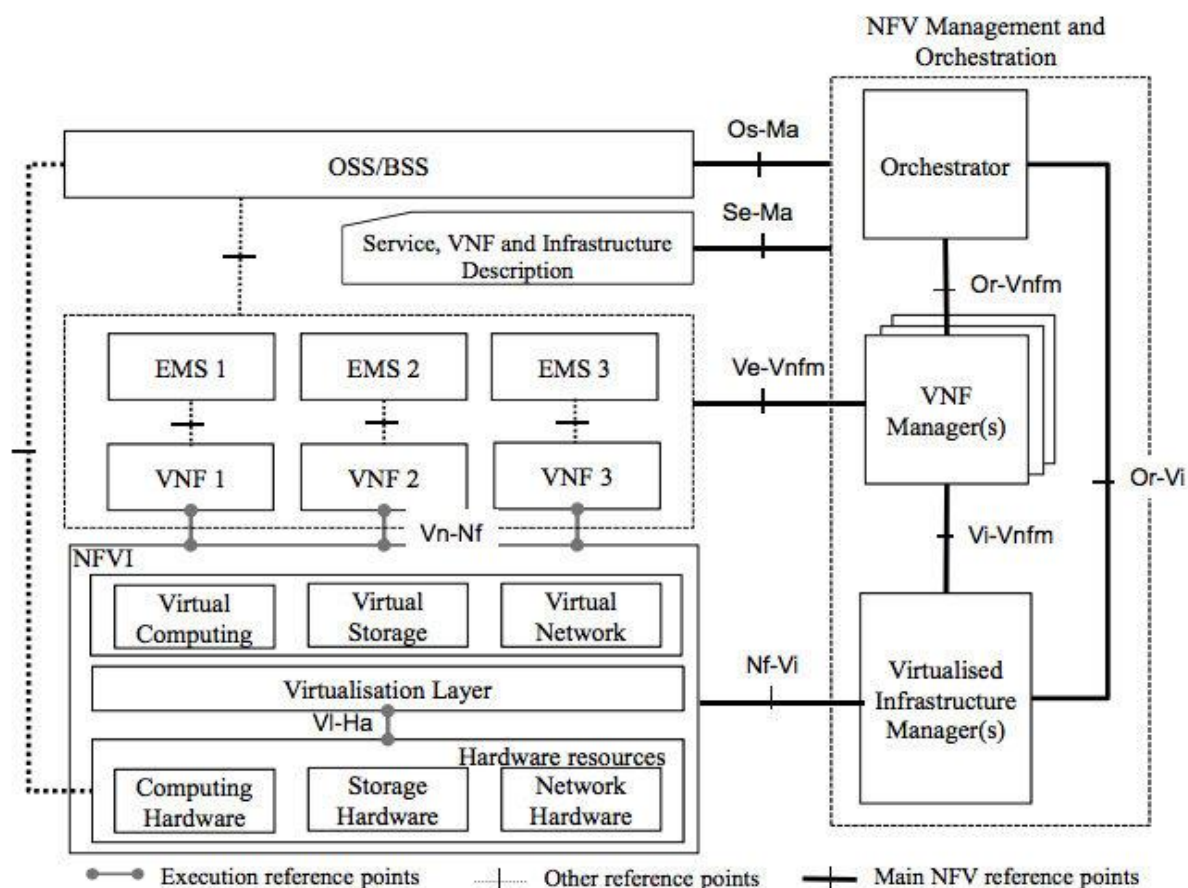 NFV Management and
Orchestration
Os-Ma
OSS/BSS
Orchestrator
Se-Ma
Service, VNF and Infrastructure
Description
Or-Vnfm
EMS 1
EMS 2
EMS 3
Ve-Vnfm
VNF
Manager(s)
VNF 1
VNF 2
VNF 3
Or-Vi
Vn-Nf
Vi-Vnfm
NFVI
Virtual
Computing
Virtual
Storage
Virtual
Network
Nf-Vi
Virtualised
Infrastructure
Manager(s)
Virtualisation Layer
Vl-Ha
Hardware resources
Computing
Hardware
Storage
Hardware
Network
Hardware
Execution reference points
Other reference points
Main NFV reference points